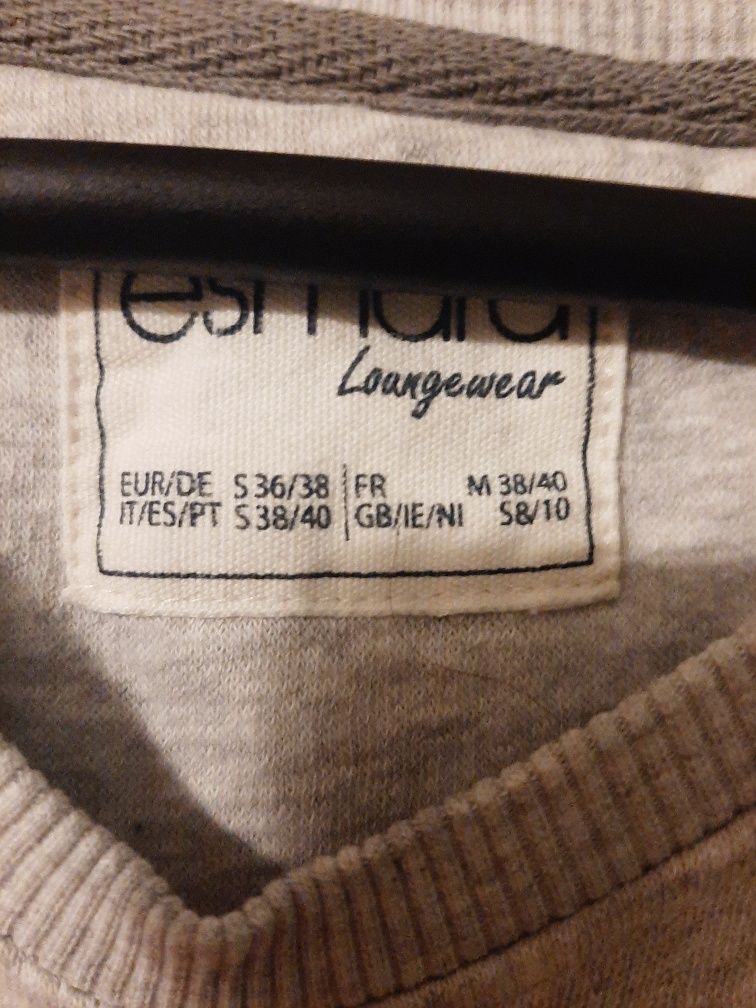 esmara
Loungewear
EUR/DE S 36/38 FR M 38/40
IT/ES/PT S 38/40 GB/IE/NI S8/10